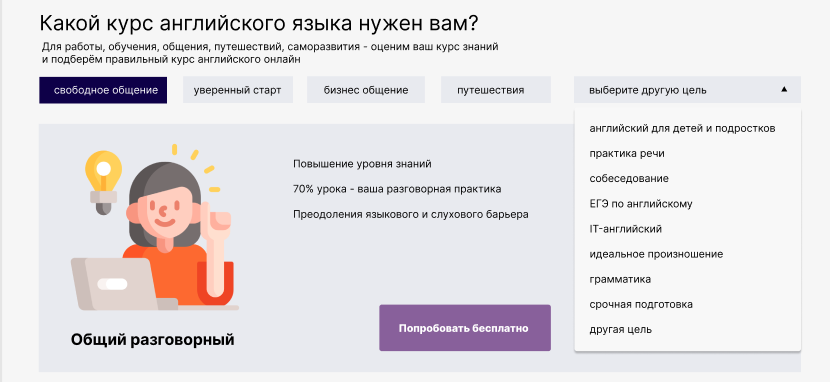 Какой курс английского языка нужен вам?
Для работы, обучения, общения, путешествий, саморазвития - оценим ваш курс знаний
и подберём правильный курс английского онлайн
свободное общение
уверенный старт
бизнес общение
путешествия
выберите другую цель
английский для детей и подростков
практика речи
собеседование
ЕГЭ по английскому
IT-английский
идеальное произношение
грамматика
срочная подготовка
другая цель
Повышение уровня знаний
70% урока - ваша разговорная практика
Преодоления языкового и слухового барьера
Общий разговорный
Попробовать бесплатно